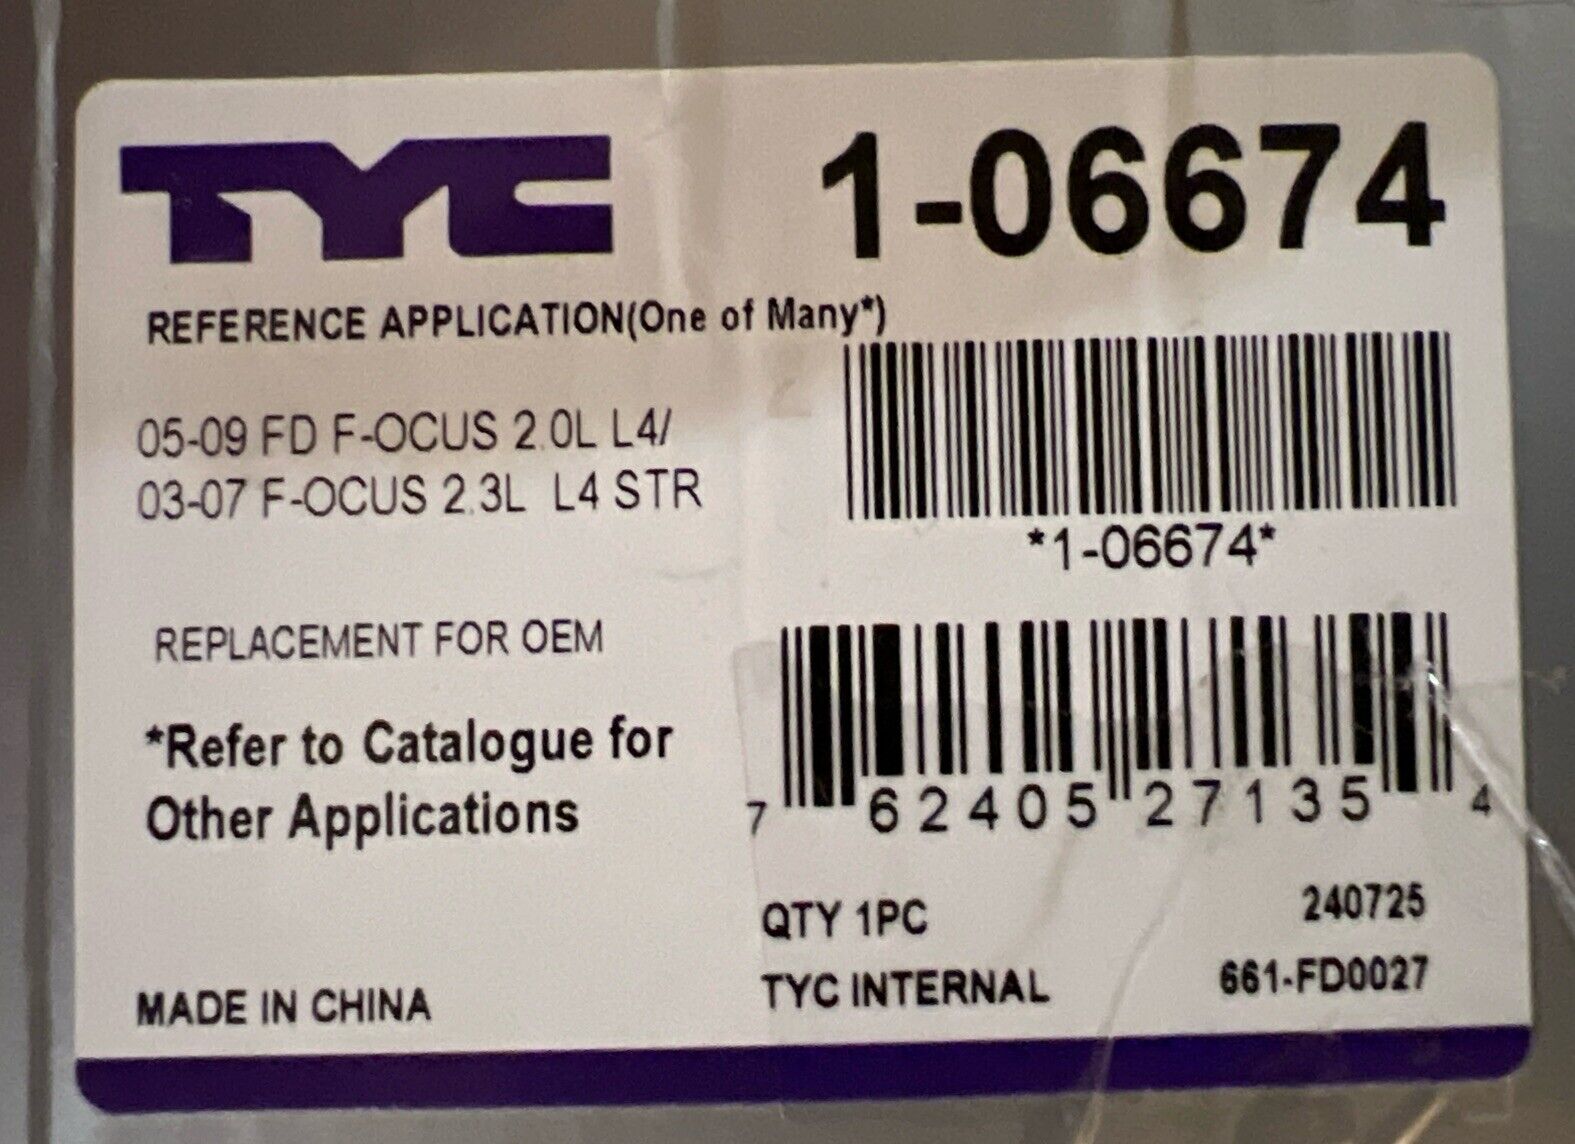 TYC
1-06674
REFERENCE APPLICATION(One of Many*)
05-09 FD F-OCUS 2.0L L4/
03-07 F-OCUS 2.3L L4 STR
*1-06674*
REPLACEMENT FOR OEM
*Refer to Catalogue for
Other Applications
7 62405 27135 4
QTY 1PC 240725
TYC INTERNAL 661-FD0027
MADE IN CHINA